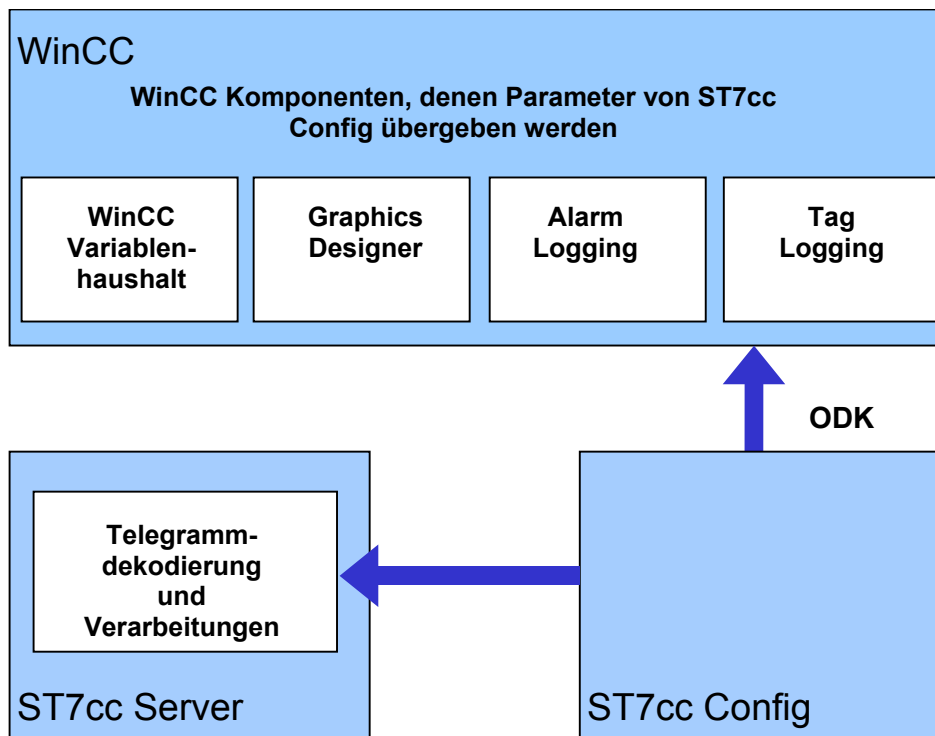 WinCC
WinCC Komponenten, denen Parameter von ST7cc
Config übergeben werden
WinCC
Variablen-
haushalt
Graphics
Designer
Alarm
Logging
Tag
Logging
ODK
Telegramm-
dekodierung
und
Verarbeitungen
ST7cc Server
ST7cc Config